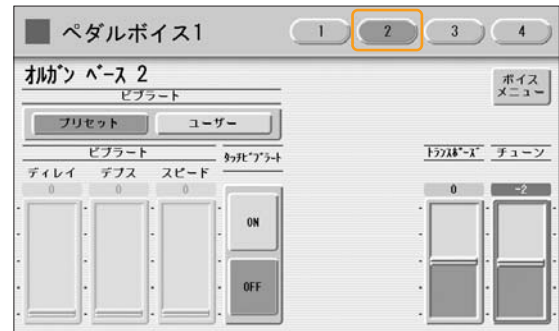 ペダルボイス1
1 2 3 4
オルガン ベース 2
ボイス
メニュー
ビブラート
プリセット ユーザー
ビブラート
タッチビブラート
トランスポーズ チューン
ディレイ デプス スピード
0 0 0
0 -2
ON
OFF